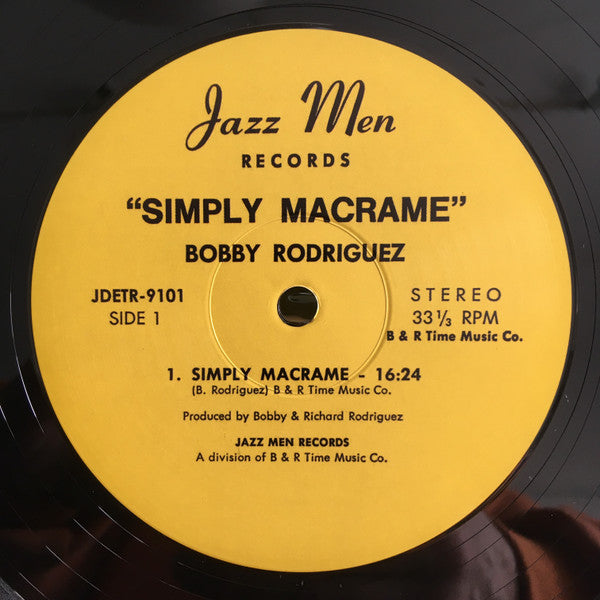 Jazz Men
RECORDS
"SIMPLY MACRAME"
BOBBY RODRIGUEZ
JDETR-9101
SIDE 1
STEREO
33 1/3 RPM
B & R Time Music Co.
1. SIMPLY MACRAME - 16:24
(B. Rodriguez) B & R Time Music Co.
Produced by Bobby & Richard Rodriguez
JAZZ MEN RECORDS
A division of B & R Time Music Co.